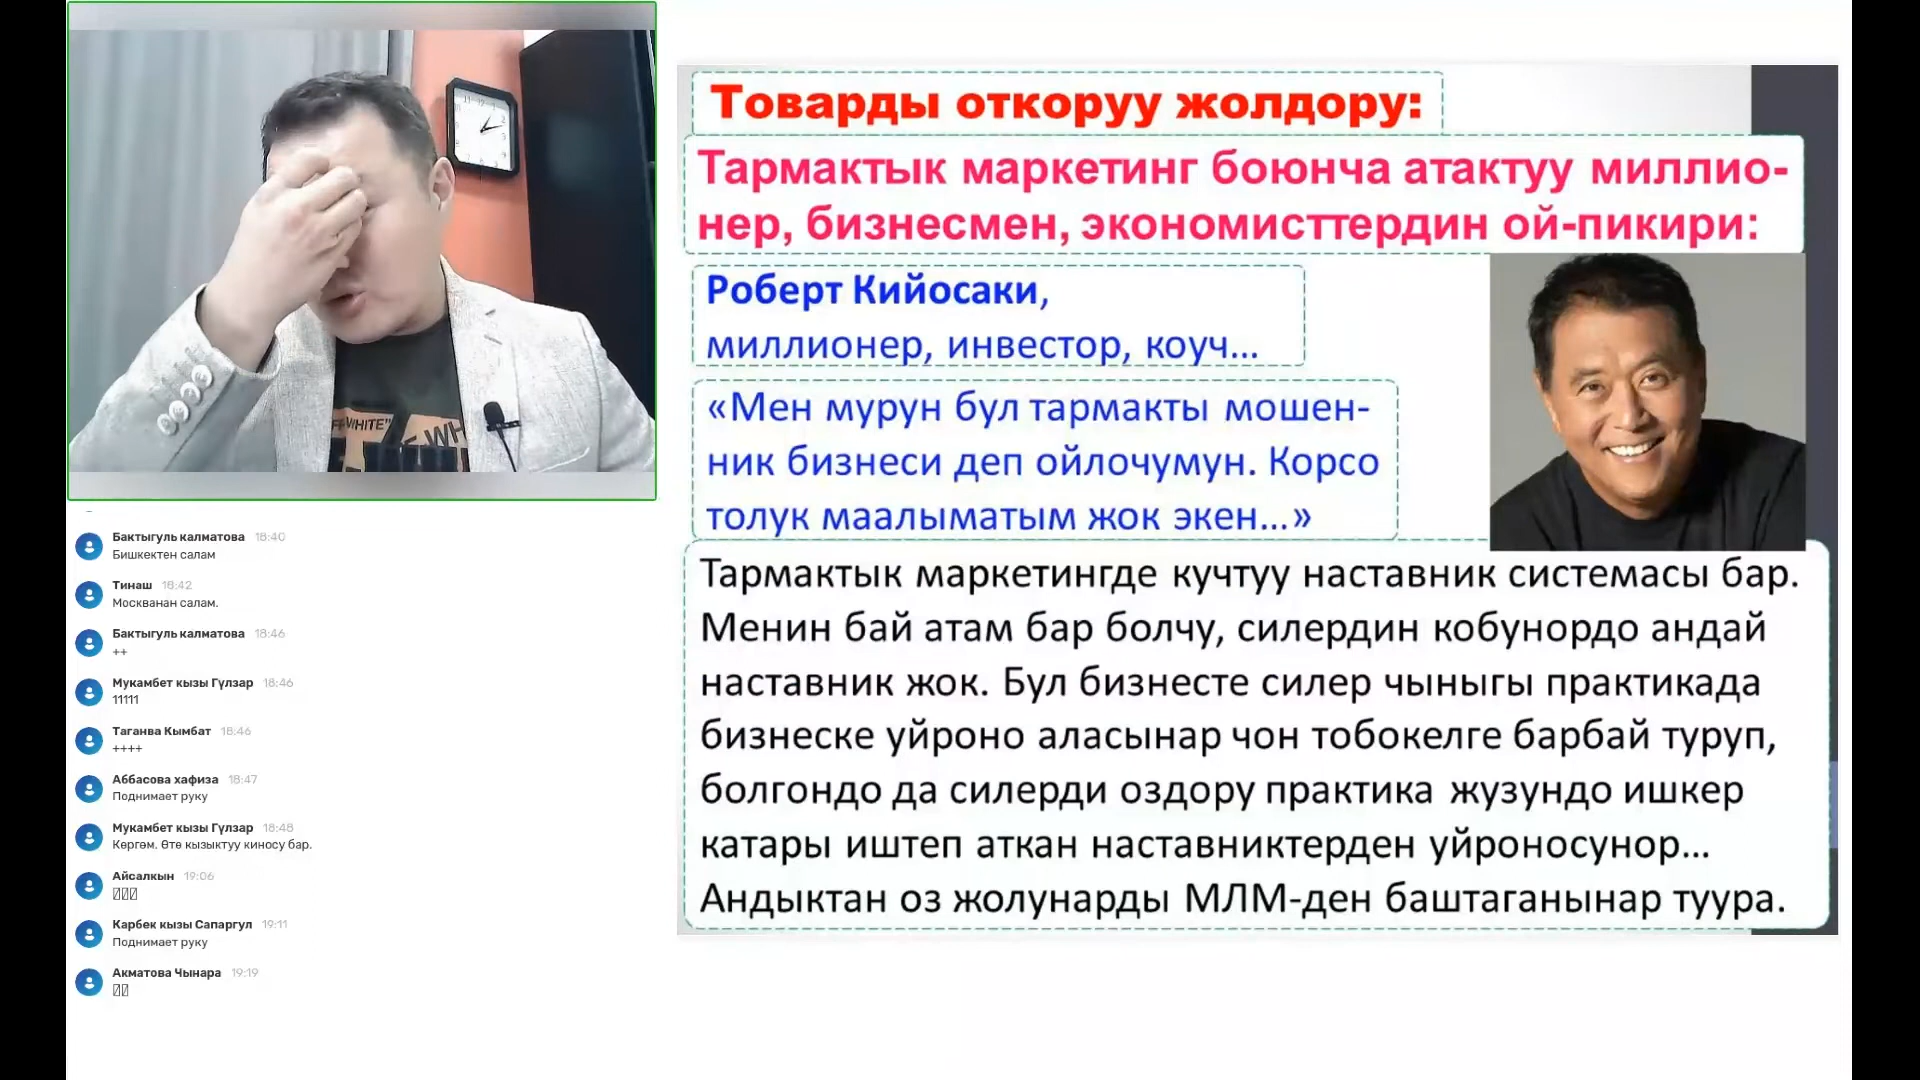 Товарды откоруу жолдору:
Тармактык маркетинг боюнча атактуу миллио-
нер, бизнесмен, экономисттердин ой-пикири:
Роберт Кийосаки,
миллионер, инвестор, коуч...
«Мен мурун бул тармакты мошен-
ник бизнеси деп ойлочумун. Корсо
толук маалыматым жок экен...»
Тармактык маркетингде кучтуу наставник системасы бар.
Менин бай атам бар болчу, силердин кобунордо андай
наставник жок. Бул бизнесте силер чыныгы практикада
бизнеске уйроно аласынар чон тобокелге барбай туруп,
болгондо да силерди оздору практика жузундо ишкер
катары иштеп аткан наставниктерден уйроносунор...
Андыктан оз жолунарды МЛМ-ден баштаганынар туура.
Бактыгуль калматова 18:40
Бишкектен салам
Тинаш 18:42
Москванан салам.
Бактыгуль калматова 18:46
++
Мукамбет кызы Гүлзар 18:46
11111
Таганва Кымбат 18:46
++++
Аббасова хафиза 18:47
Поднимает руку
Мукамбет кызы Гүлзар 18:48
Көргөм. Өтө кызыктуу киносу бар.
Айсалкын 19:06
Карбек кызы Сапаргул 19:11
Поднимает руку
Акматова Чынара 19:19